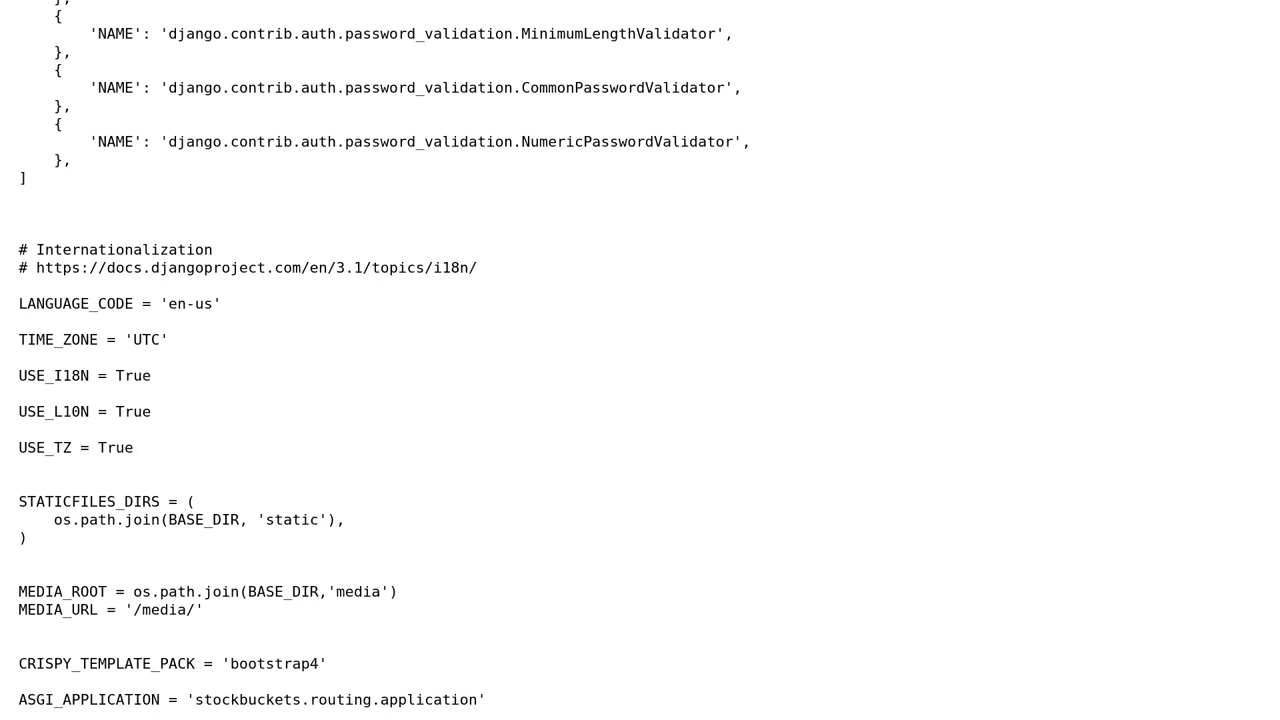 },
    {
        'NAME': 'django.contrib.auth.password_validation.MinimumLengthValidator',
    },
    {
        'NAME': 'django.contrib.auth.password_validation.CommonPasswordValidator',
    },
    {
        'NAME': 'django.contrib.auth.password_validation.NumericPasswordValidator',
    },
]
# Internationalization
# https://docs.djangoproject.com/en/3.1/topics/i18n/
LANGUAGE_CODE = 'en-us'
TIME_ZONE = 'UTC'
USE_I18N = True
USE_L10N = True
USE_TZ = True
STATICFILES_DIRS = (
    os.path.join(BASE_DIR, 'static'),
)
MEDIA_ROOT = os.path.join(BASE_DIR,'media')
MEDIA_URL = '/media/'
CRISPY_TEMPLATE_PACK = 'bootstrap4'
ASGI_APPLICATION = 'stockbuckets.routing.application'